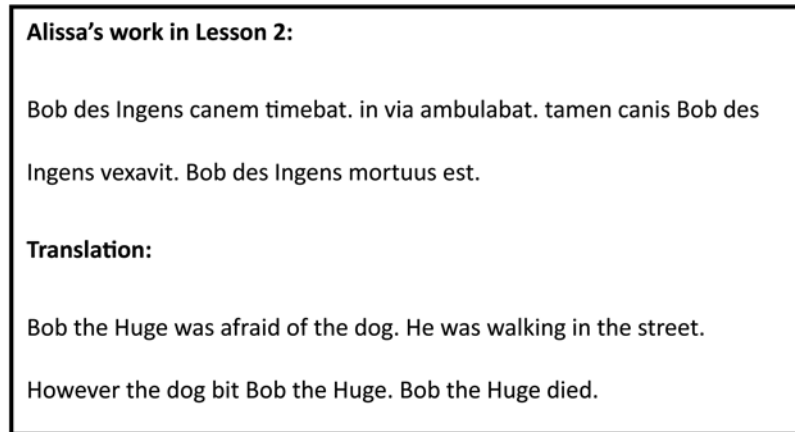 Alissa’s work in Lesson 2:
Bob des Ingens canem timebat. in via ambulabat. tamen canis Bob des
Ingens vexavit. Bob des Ingens mortuus est.
Translation:
Bob the Huge was afraid of the dog. He was walking in the street.
However the dog bit Bob the Huge. Bob the Huge died.